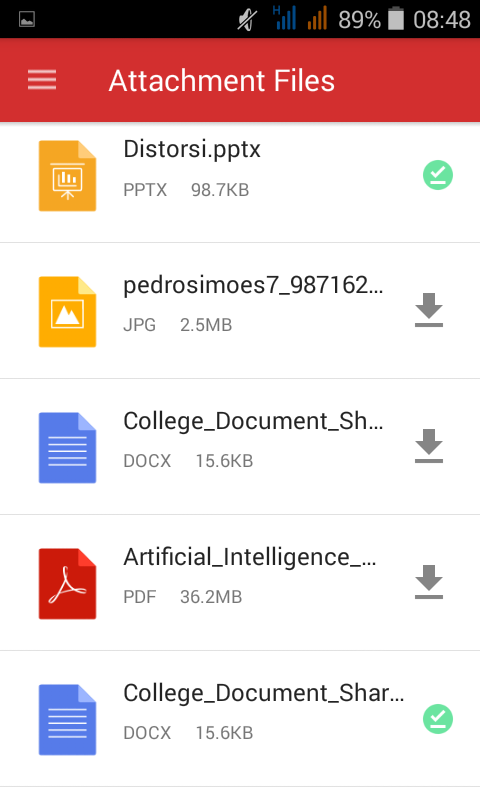 H 89% 08:48
Attachment Files
Distorsi.pptx
PPTX 98.7KB
pedrosimoes7_987162...
JPG 2.5MB
College_Document_Sh...
DOCX 15.6KB
Artificial_Intelligence_...
PDF 36.2MB
College_Document_Shar...
DOCX 15.6KB